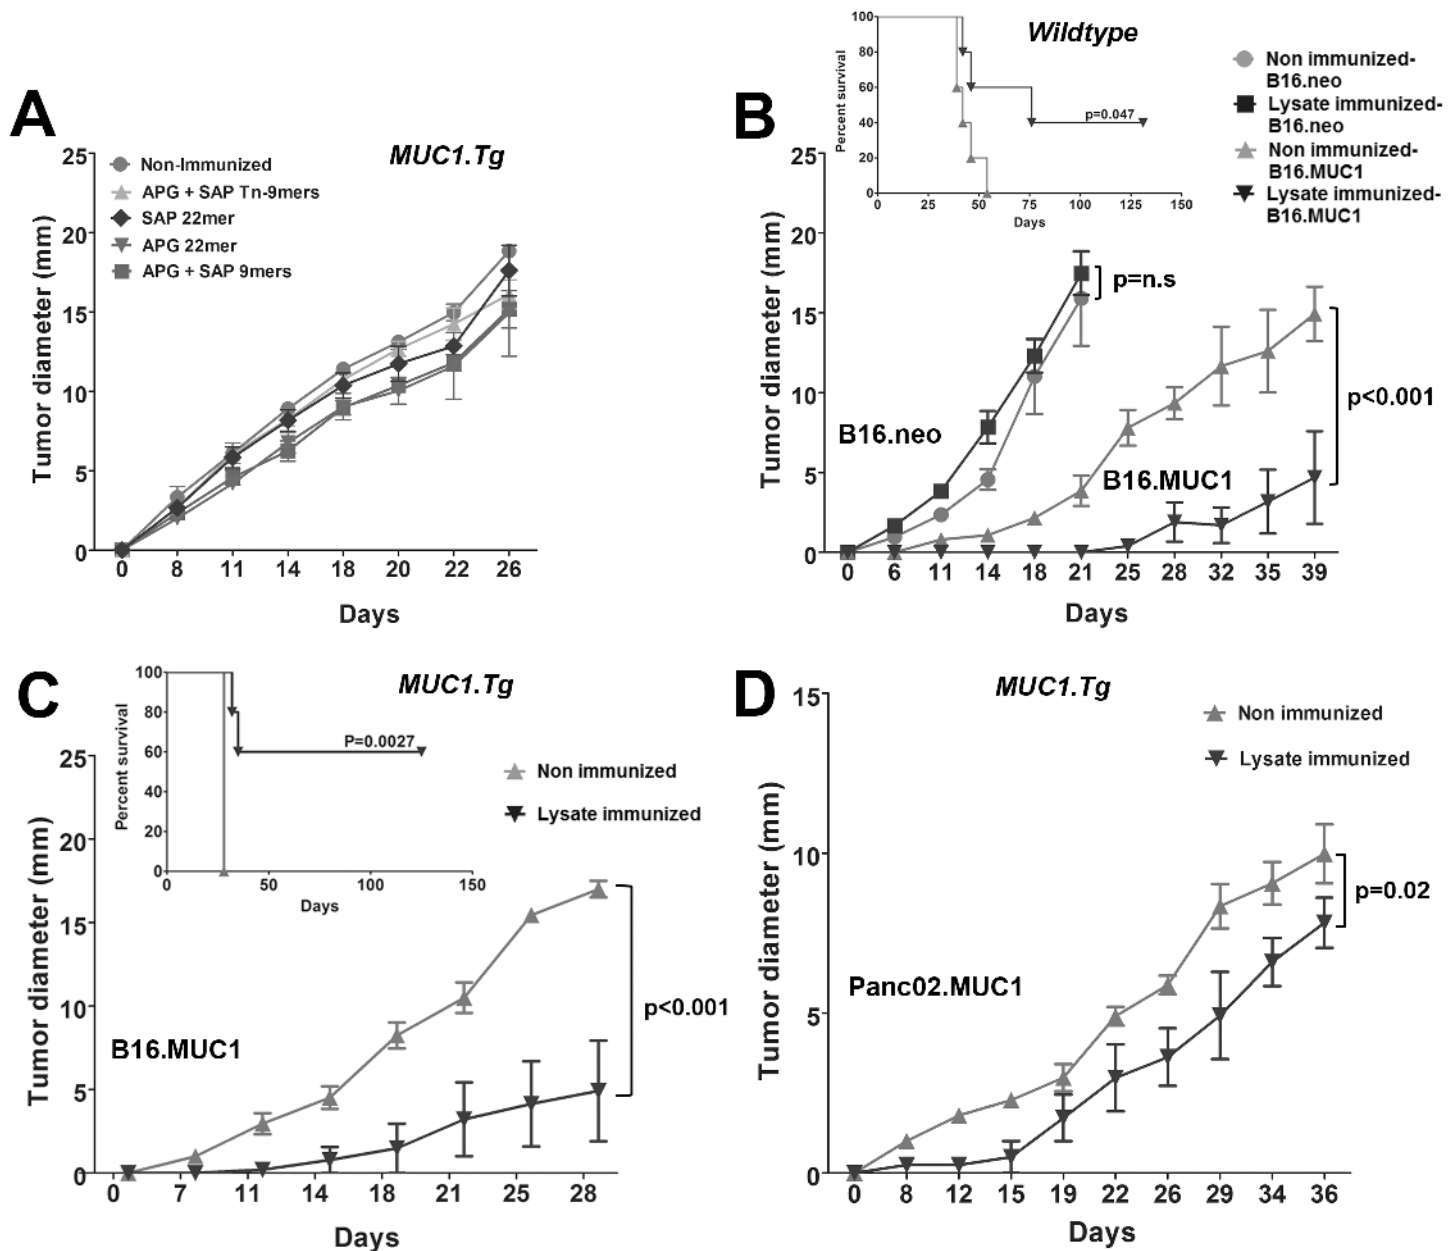 A
MUC1.Tg
Non-Immunized
APG + SAP Tn-9mers
SAP 22mer
APG 22mer
APG + SAP 9mers
Tumor diameter (mm)
25
20
15
10
5
0
0 8 11 14 18 20 22 26
Days
B
Wildtype
Percent survival
100
80
60
40
20
0
p=0.047
0 25 50 75 100 125 150
Days
Non immunized-
B16.neo
Lysate immunized-
B16.neo
Non immunized-
B16.MUC1
Lysate immunized-
B16.MUC1
Tumor diameter (mm)
25
20
15
10
5
0
p=n.s
p<0.001
B16.neo
B16.MUC1
0 6 11 14 18 21 25 28 32 35 39
Days
C
MUC1.Tg
Percent survival
100
80
60
40
20
0
P=0.0027
0 50 100 150
Days
Non immunized
Lysate immunized
Tumor diameter (mm)
25
20
15
10
5
0
p<0.001
B16.MUC1
0 7 11 14 18 21 25 28
Days
D
MUC1.Tg
Non immunized
Lysate immunized
Tumor diameter (mm)
15
10
5
0
p=0.02
Panc02.MUC1
0 8 12 15 19 22 26 29 34 36
Days